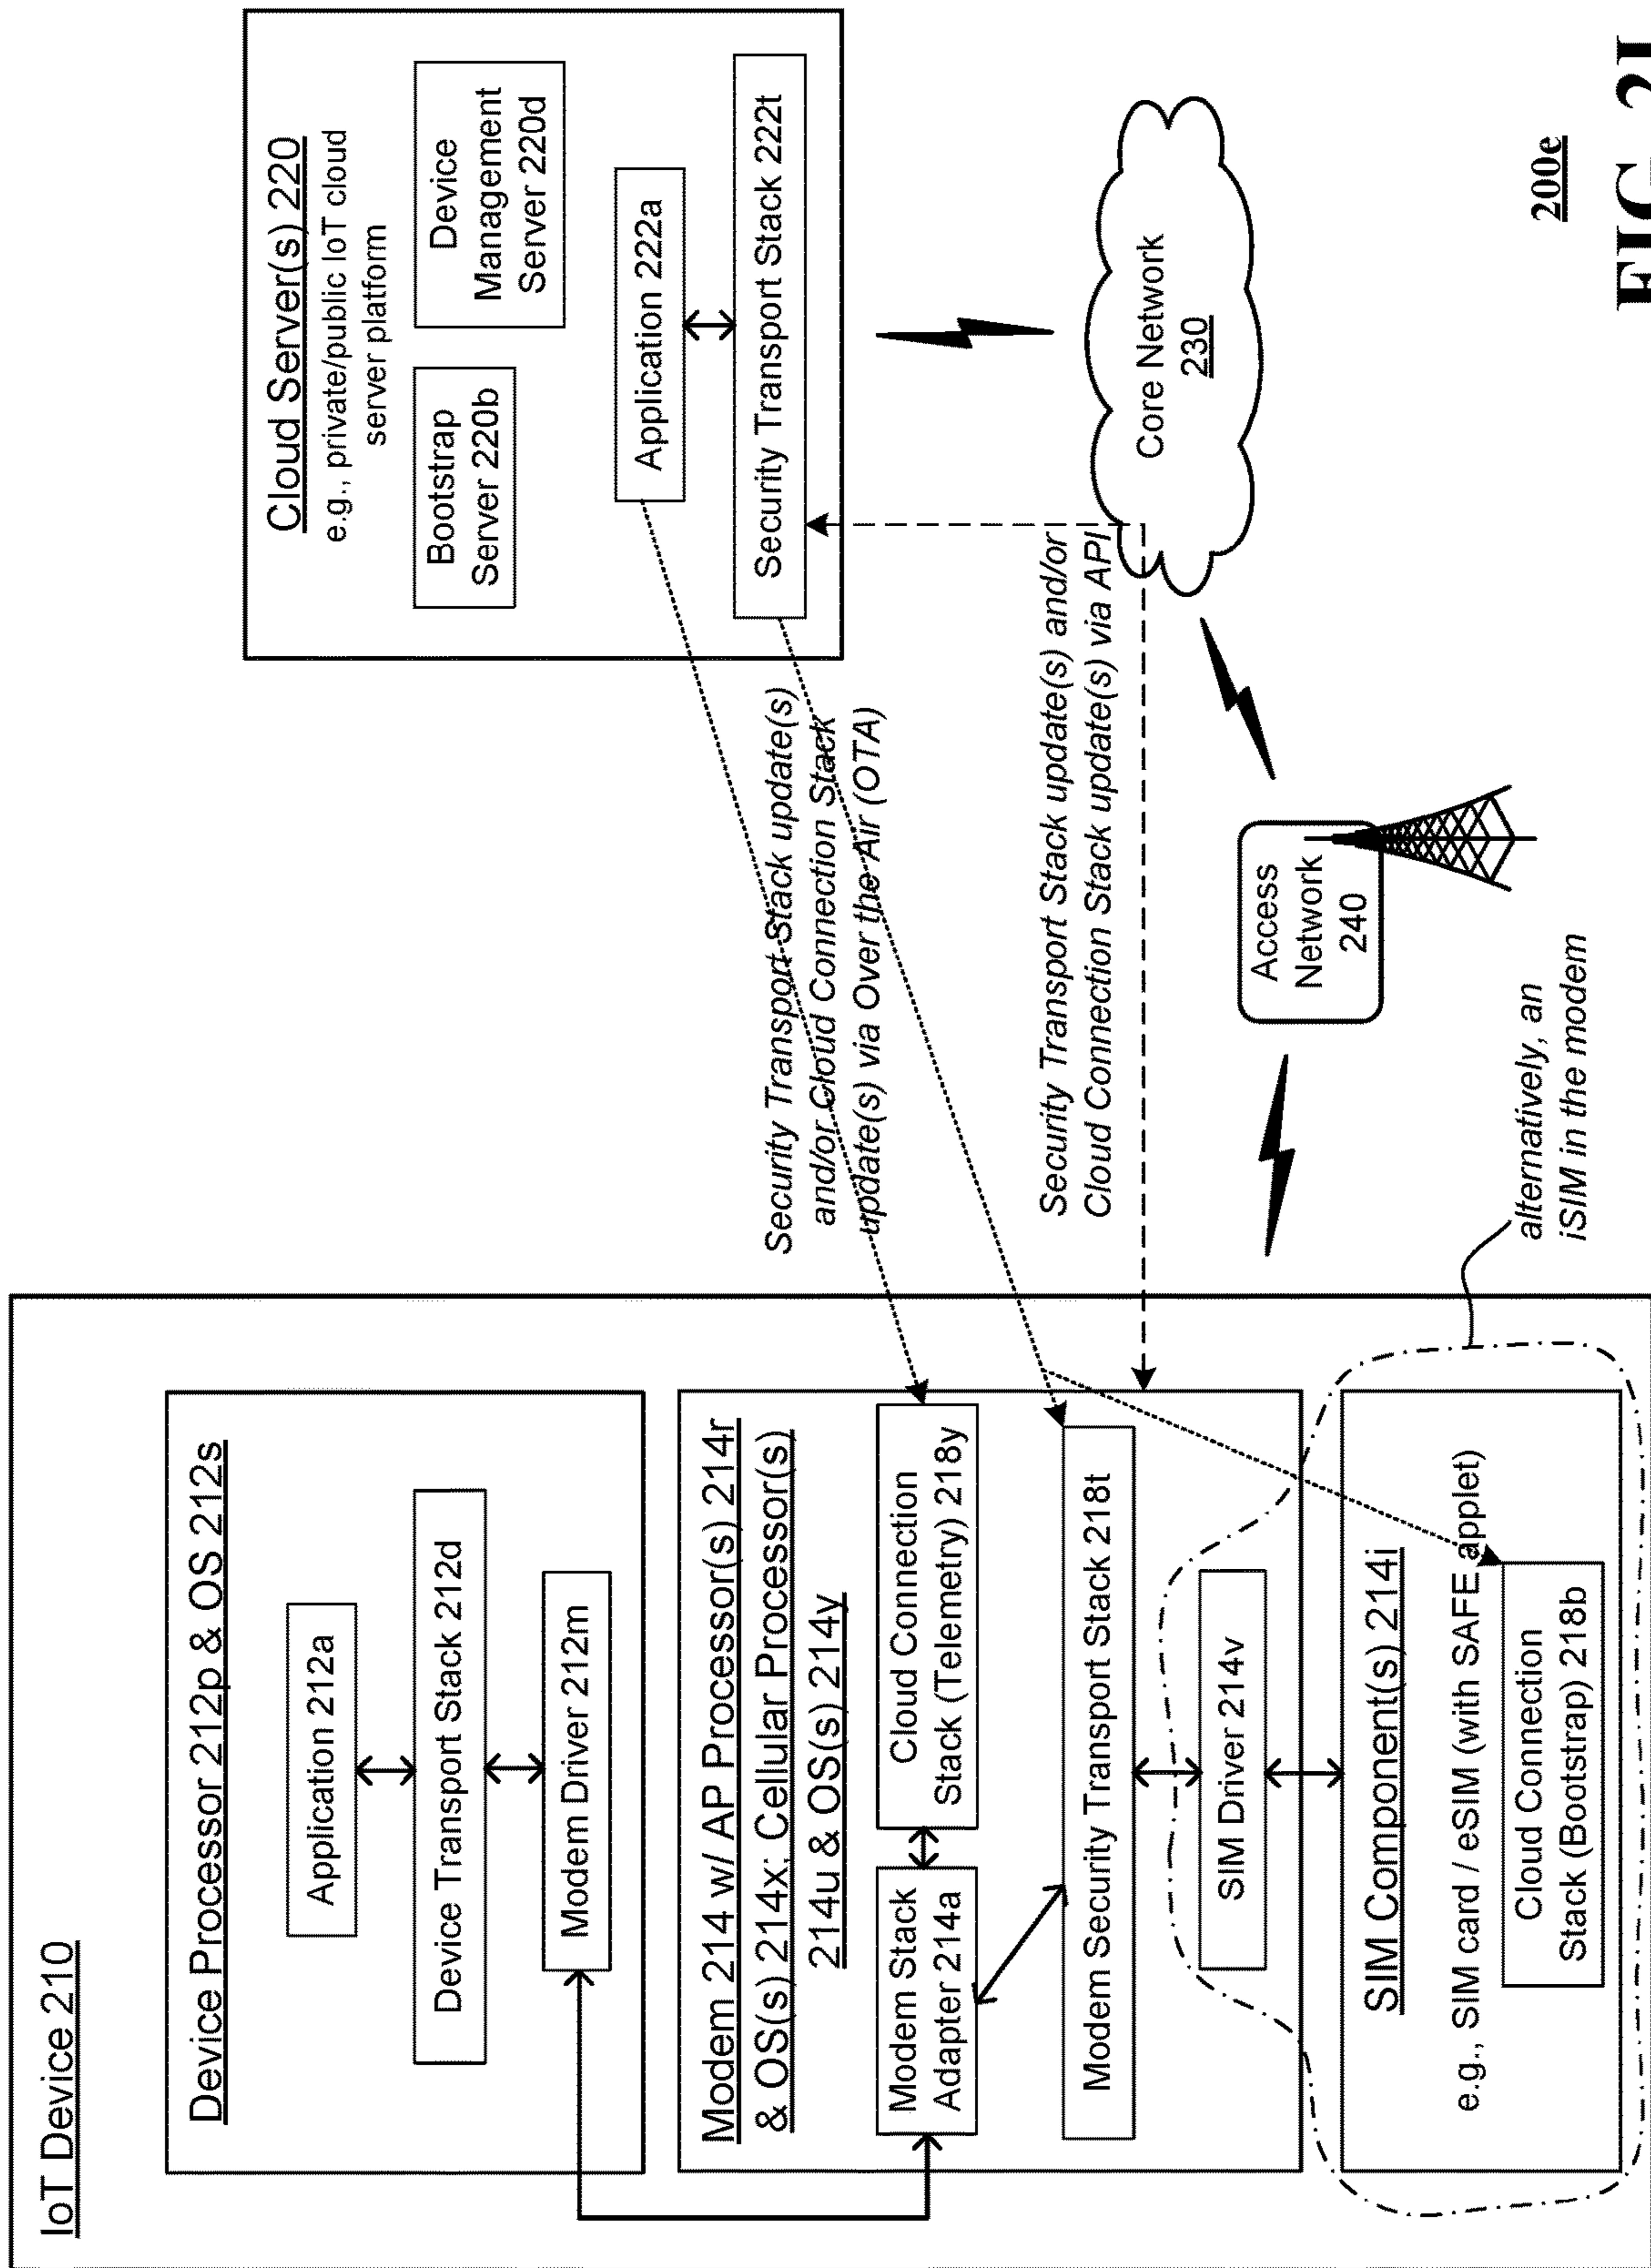 IoT Device 210
Device Processor 212p & OS 212s
Application 212a
Device Transport Stack 212d
Modem Driver 212m
Modem 214 w/ AP Processor(s) 214r
& OS(s) 214x; Cellular Processor(s)
214u & OS(s) 214y
Modem Stack
Adapter 214a
Cloud Connection
Stack (Telemetry) 218y
Modem Security Transport Stack 218t
SIM Driver 214v
SIM Component(s) 214i
e.g., SIM card / eSIM (with SAFE applet)
Cloud Connection
Stack (Bootstrap) 218b
Cloud Server(s) 220
e.g., private/public IoT cloud
server platform
Bootstrap
Server 220b
Device
Management
Server 220d
Application 222a
Security Transport Stack 222t
Security Transport Stack update(s)
and/or Cloud Connection Stack
update(s) via Over the Air (OTA)
Security Transport Stack update(s) and/or
Cloud Connection Stack update(s) via API
Core Network
230
Access
Network
240
alternatively, an
iSIM in the modem
200e
FIG